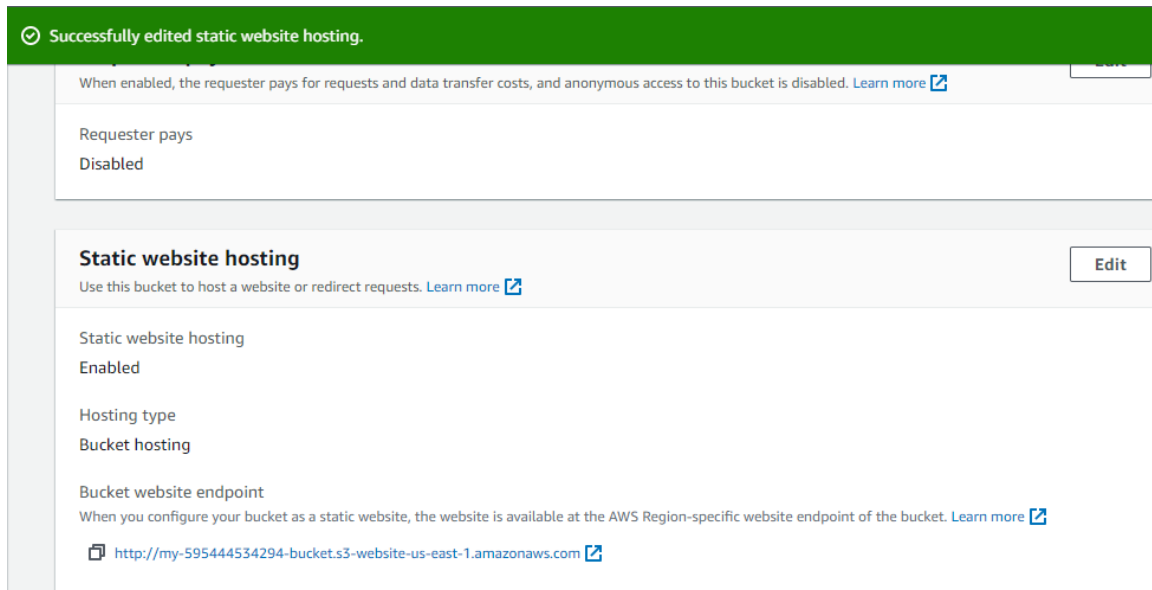 Successfully edited static website hosting.
When enabled, the requester pays for requests and data transfer costs, and anonymous access to this bucket is disabled. Learn more
Requester pays
Disabled
Static website hosting
Edit
Use this bucket to host a website or redirect requests. Learn more
Static website hosting
Enabled
Hosting type
Bucket hosting
Bucket website endpoint
When you configure your bucket as a static website, the website is available at the AWS Region-specific website endpoint of the bucket. Learn more
http://my-595444534294-bucket.s3-website-us-east-1.amazonaws.com